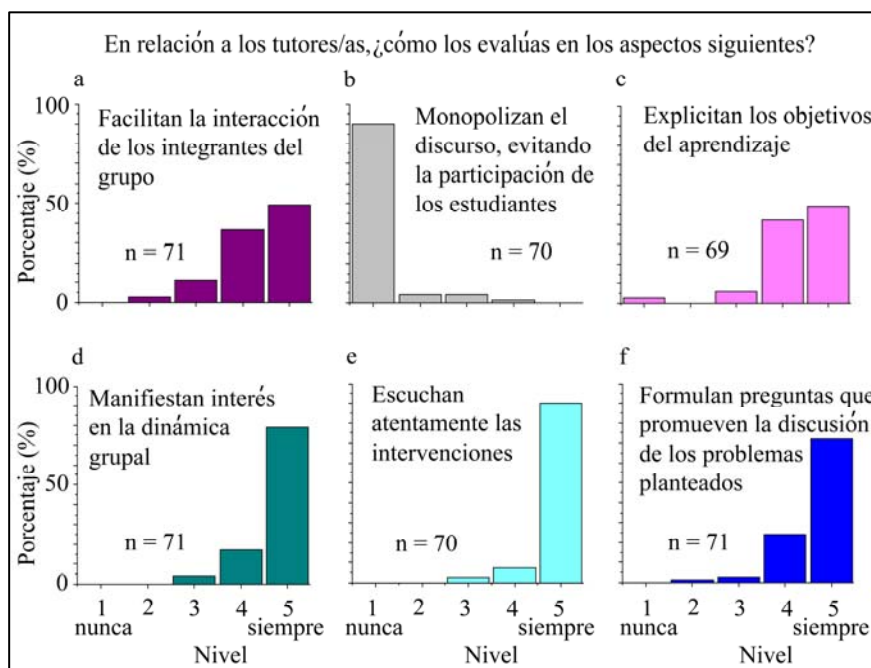 En relación a los tutores/as,¿cómo los evalúas en los aspectos siguientes?
a
b
c
Porcentaje (%)
100
50
0
Facilitan la interacción
de los integrantes del
grupo
n = 71
Monopolizan el
discurso, evitando
la participación de
los estudiantes
n = 70
Explicitan los objetivos
del aprendizaje
n = 69
d
e
f
Porcentaje (%)
100
50
0
Manifiestan interés
en la dinámica
grupal
n = 71
Escuchan
atentamente las
intervenciones
n = 70
Formulan preguntas que
promueven la discusión
de los problemas
planteados
n = 71
1 2 3 4 5
nunca siempre
Nivel
1 2 3 4 5
nunca siempre
Nivel
1 2 3 4 5
nunca siempre
Nivel